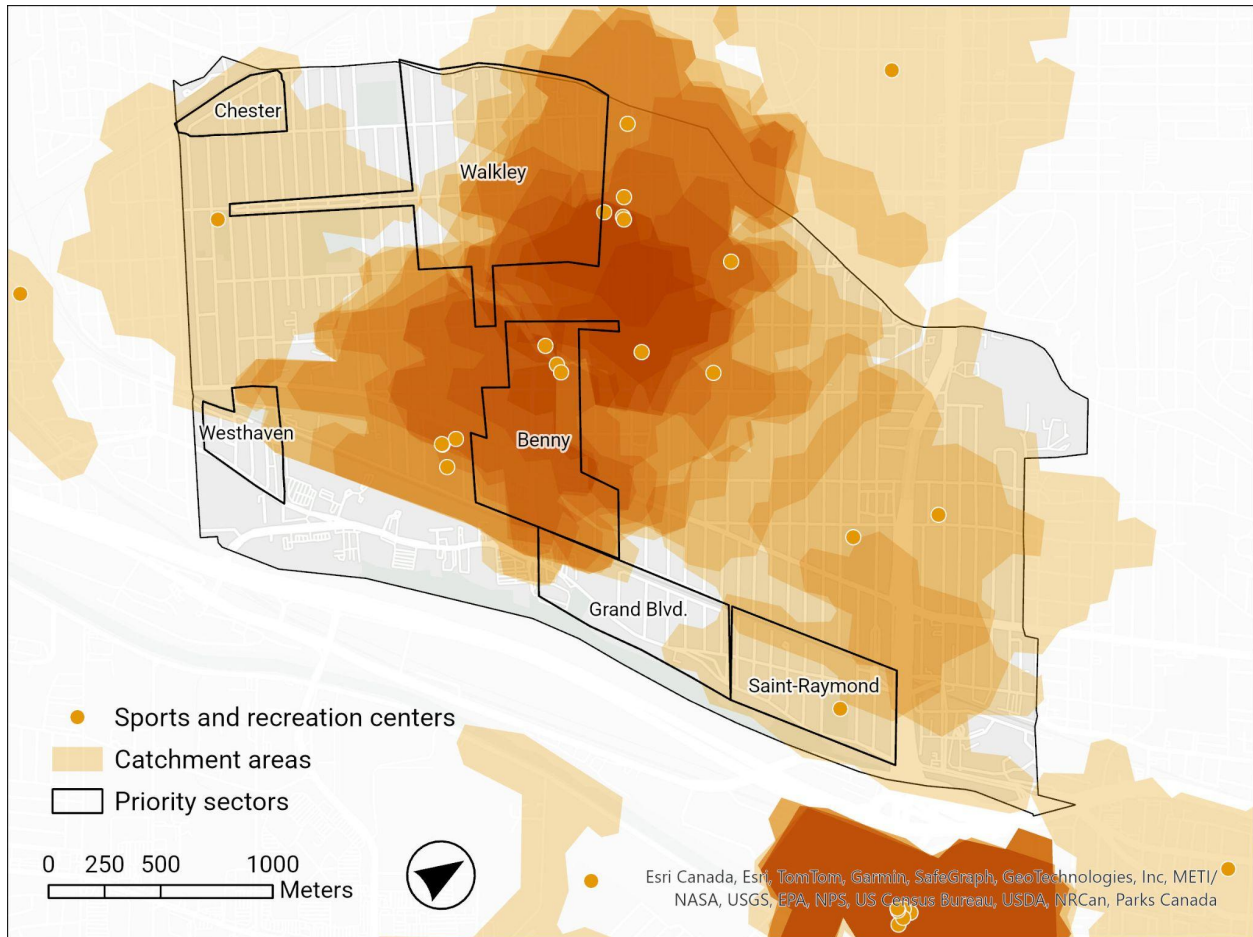 Chester
Walkley
Westhaven
Benny
Grand Blvd.
Saint-Raymond
Sports and recreation centers
Catchment areas
Priority sectors
0 250 500 1000
Meters
Esri Canada, Esri, TomTom, Garmin, SafeGraph, GeoTechnologies, Inc, METI/
NASA, USGS, EPA, NPS, US Census Bureau, USDA, NRCan, Parks Canada